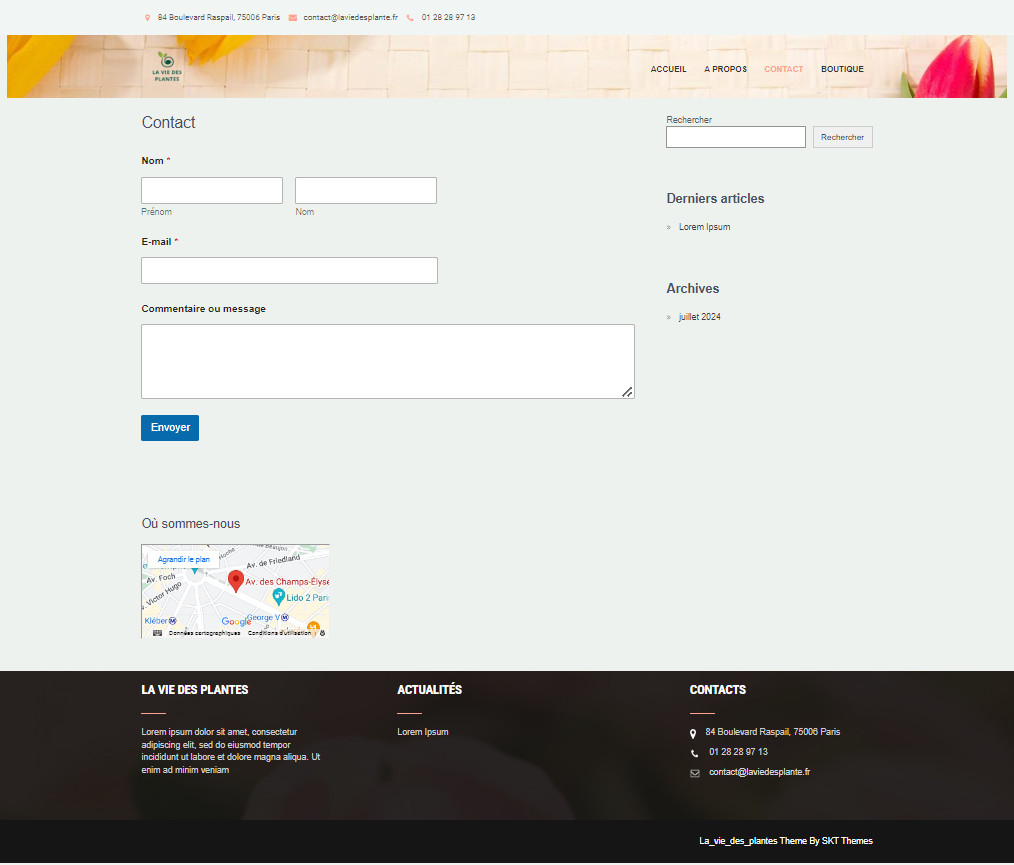 84 Boulevard Raspail, 75006 Paris contact@laviedesplante.fr 01 28 28 97 13
LA VIE DES
PLANTES
ACCUEIL A PROPOS CONTACT BOUTIQUE
Contact
Nom *
Prénom Nom
E-mail *
Commentaire ou message
Envoyer
Rechercher
Rechercher
Derniers articles
» Lorem Ipsum
Archives
» juillet 2024
Où sommes-nous
Agrandir le plan
Av. de Friedland
Av. Foch
Av. des Champs-Élyse
Victor Hugo
Lido 2 Pari
Kléber
Google
George V
Données cartographiques Conditions d'utilisation
LA VIE DES PLANTES
Lorem ipsum dolor sit amet, consectetur
adipiscing elit, sed do eiusmod tempor
incididunt ut labore et dolore magna aliqua. Ut
enim ad minim veniam
ACTUALITÉS
Lorem Ipsum
CONTACTS
84 Boulevard Raspail, 75006 Paris
01 28 28 97 13
contact@laviedesplante.fr
La_vie_des_plantes Theme By SKT Themes